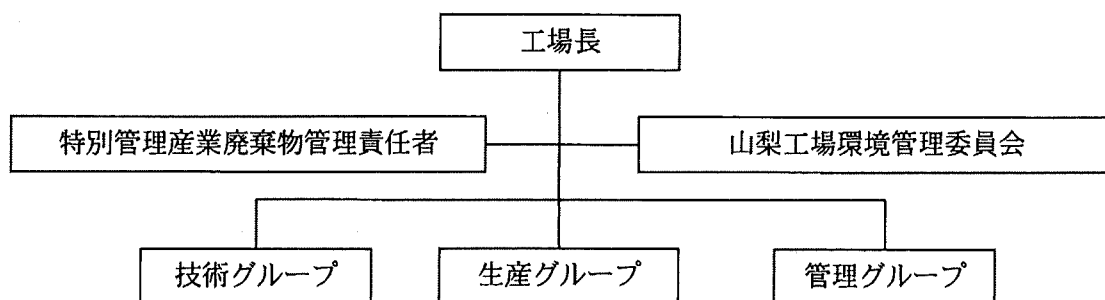 工場長
特別管理産業廃棄物管理責任者
山梨工場環境管理委員会
技術グループ
生産グループ
管理グループ